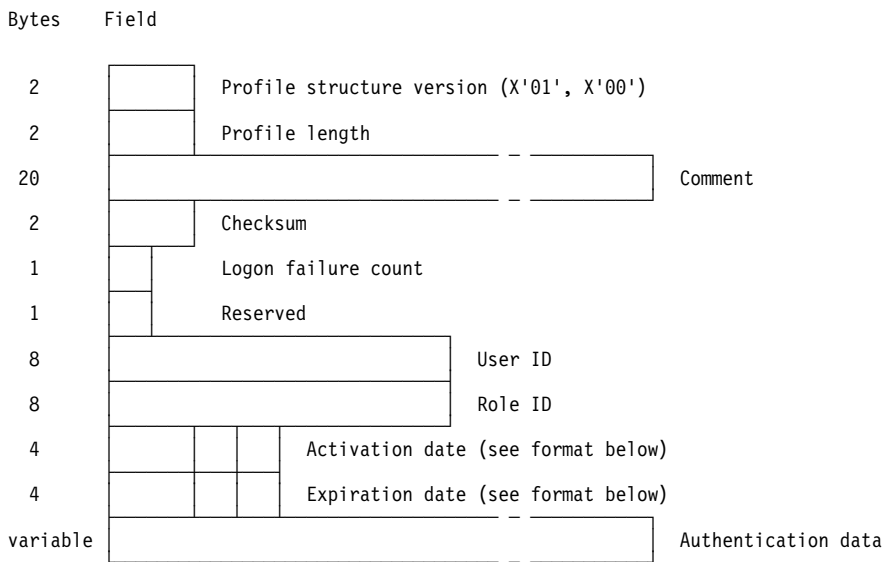 Bytes Field
2 Profile structure version (X'01', X'00')
2 Profile length
20 Comment
2 Checksum
1 Logon failure count
1 Reserved
8 User ID
8 Role ID
4 Activation date (see format below)
4 Expiration date (see format below)
variable Authentication data